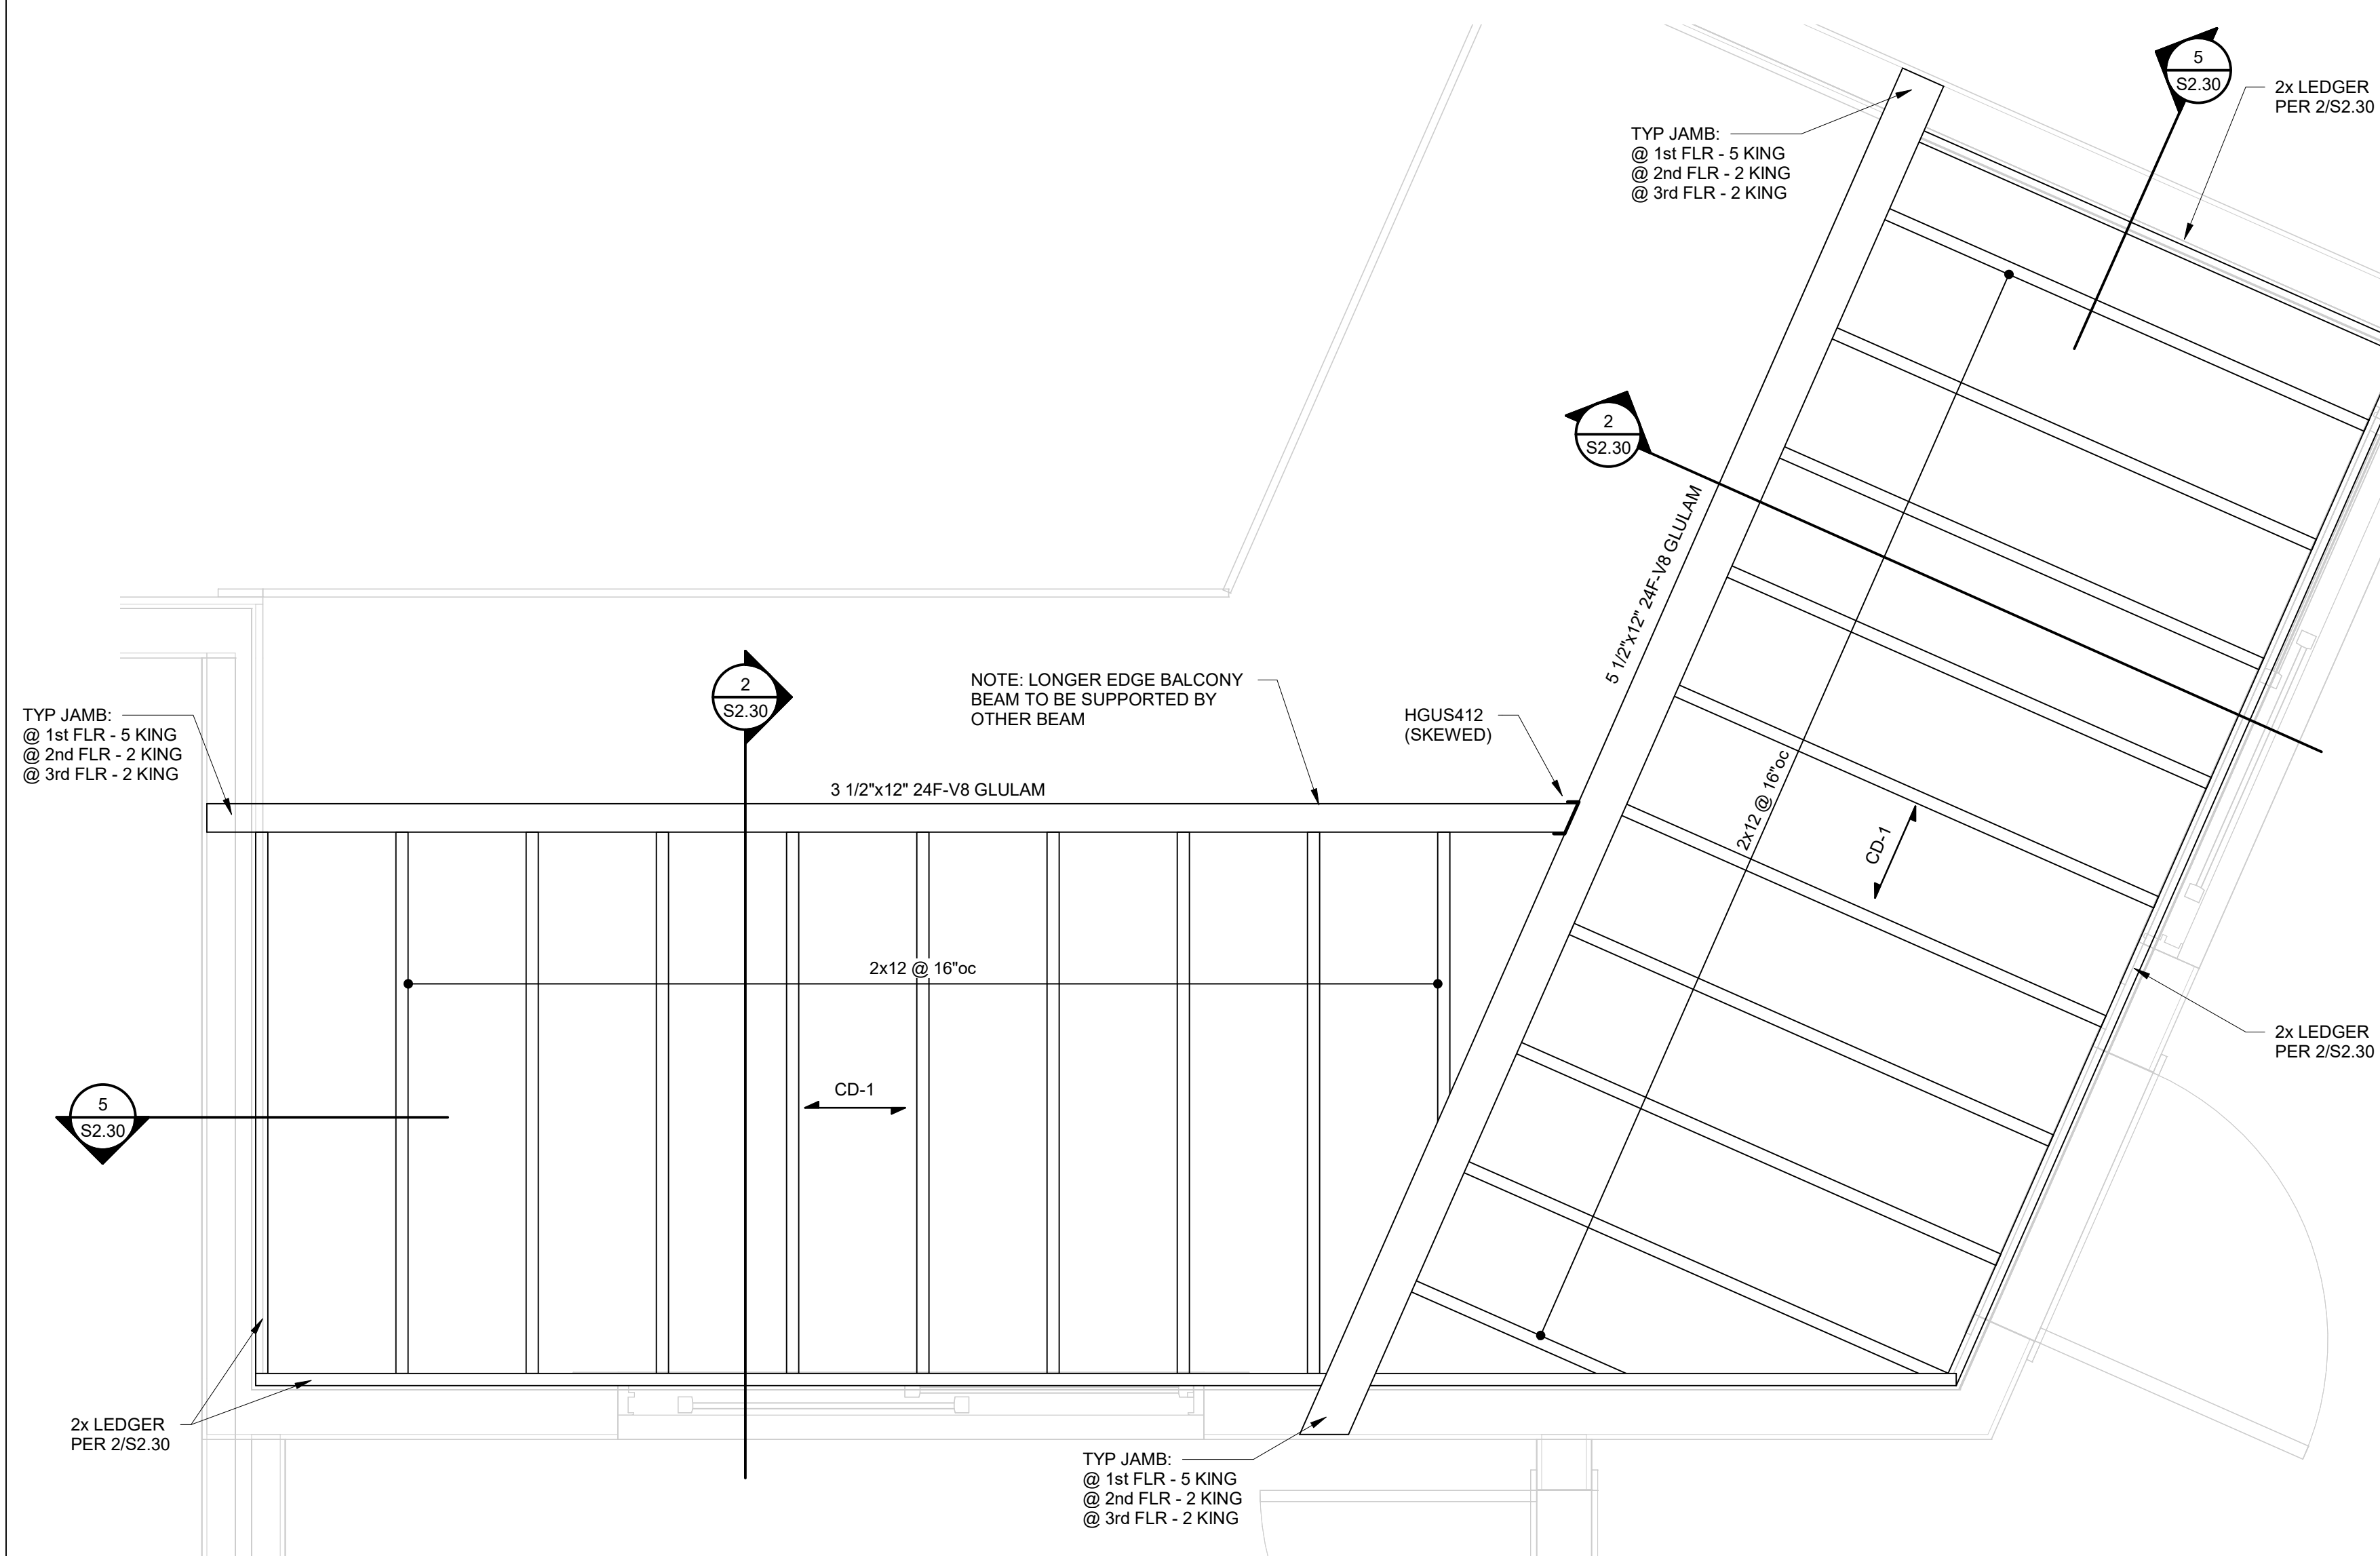 5
S2.30
2x LEDGER
PER 2/S2.30
TYP JAMB:
@ 1st FLR - 5 KING
@ 2nd FLR - 2 KING
@ 3rd FLR - 2 KING
2
S2.30
5 1/2"x12" 24F-V8 GLULAM
2
S2.30
NOTE: LONGER EDGE BALCONY
BEAM TO BE SUPPORTED BY
OTHER BEAM
HGUS412
(SKEWED)
TYP JAMB:
@ 1st FLR - 5 KING
@ 2nd FLR - 2 KING
@ 3rd FLR - 2 KING
3 1/2"x12" 24F-V8 GLULAM
2x12 @ 16"oc
CD-1
2x12 @ 16"oc
CD-1
5
S2.30
2x LEDGER
PER 2/S2.30
2x LEDGER
PER 2/S2.30
TYP JAMB:
@ 1st FLR - 5 KING
@ 2nd FLR - 2 KING
@ 3rd FLR - 2 KING